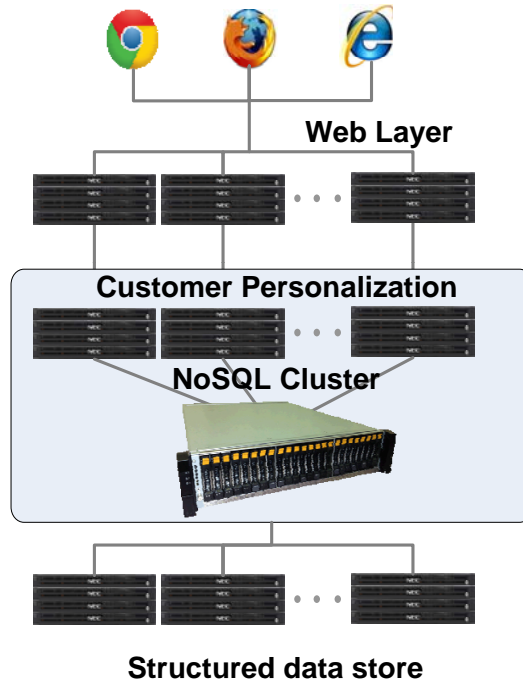 Web Layer
Customer Personalization
NoSQL Cluster
Structured data store